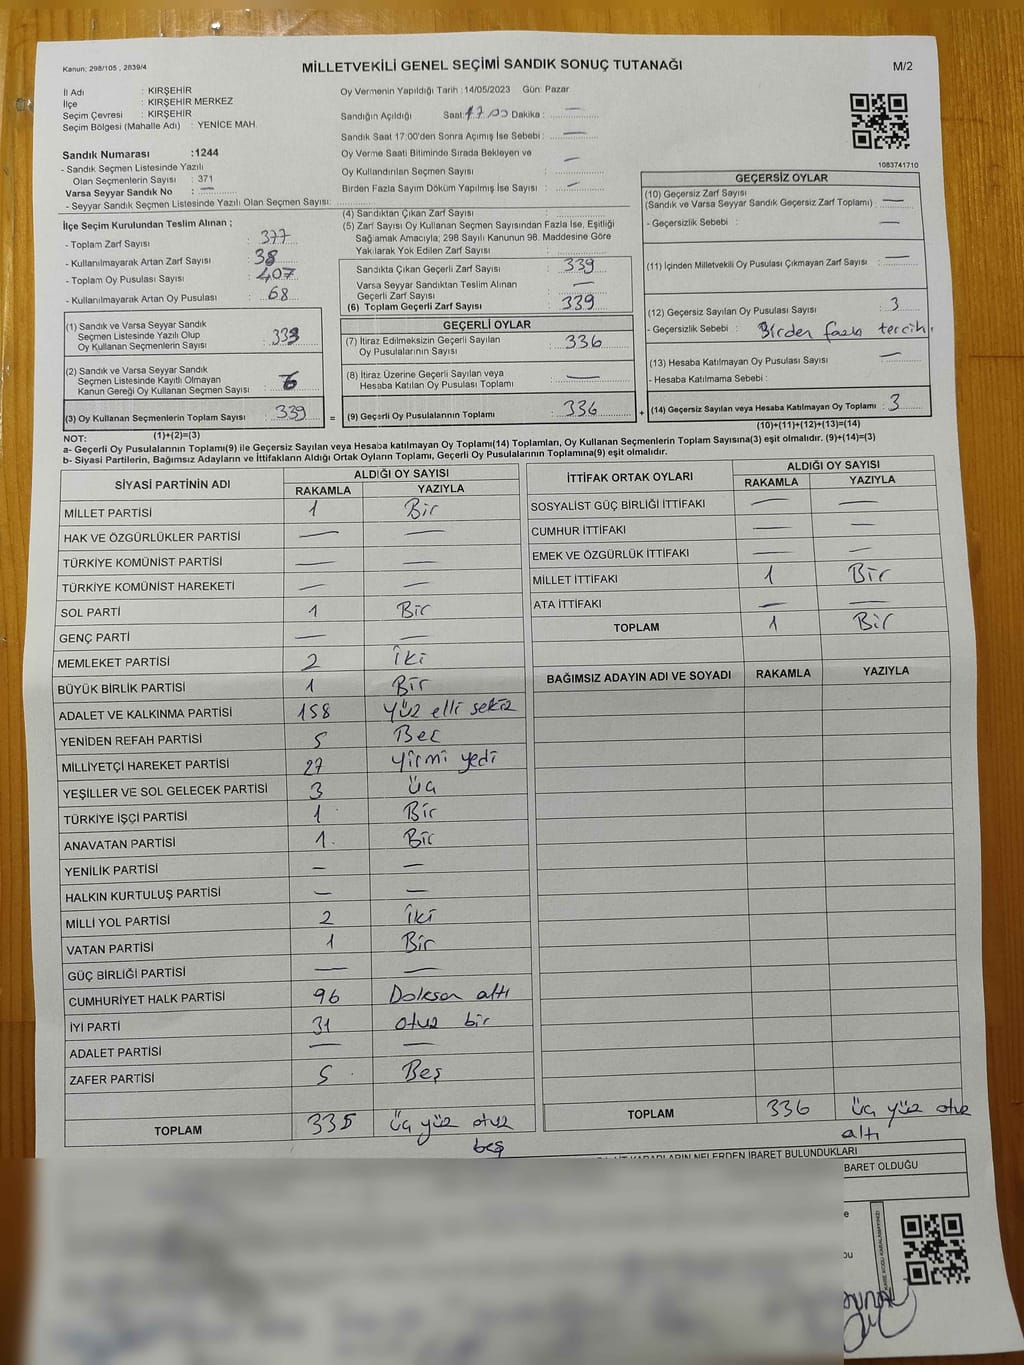 Kanun: 298/105 , 2839/4
MİLLETVEKİLİ GENEL SEÇİMİ SANDIK SONUÇ TUTANAĞI
M/2
İl Adı : KIRŞEHİR
İlçe : KIRŞEHİR MERKEZ
Seçim Çevresi : KIRŞEHİR
Seçim Bölgesi (Mahalle Adı) : YENİCE MAH.
Sandık Numarası :1244
- Sandık Seçmen Listesinde Yazılı
Olan Seçmenlerin Sayısı : 371
Varsa Seyyar Sandık No : —
- Seyyar Sandık Seçmen Listesinde Yazılı Olan Seçmen Sayısı:
Oy Vermenin Yapıldığı Tarih :14/05/2023 Gün: Pazar
Sandığın Açıldığı Saat: 17.00 Dakika : —
Sandık Saat 17:00'den Sonra Açımış İse Sebebi : —
Oy Verme Saati Bitiminde Sırada Bekleyen ve
Oy Kullandırılan Seçmen Sayısı : —
Birden Fazla Sayım Döküm Yapılmış İse Sayısı : —
1083741710
İlçe Seçim Kurulundan Teslim Alınan ;
- Toplam Zarf Sayısı : 377
- Kullanılmayarak Artan Zarf Sayısı : 38
- Toplam Oy Pusulası Sayısı : 407
- Kullanılmayarak Artan Oy Pusulası : 68
(1) Sandık ve Varsa Seyyar Sandık
Seçmen Listesinde Yazılı Olup
Oy Kullanan Seçmenlerin Sayısı : 333
(2) Sandık ve Varsa Seyyar Sandık
Seçmen Listesinde Kayıtlı Olmayan
Kanun Gereği Oy Kullanan Seçmen Sayısı : 6
(3) Oy Kullanan Seçmenlerin Toplam Sayısı : 339
(1)+(2)=(3)
(4) Sandıktan Çıkan Zarf Sayısı :
(5) Zarf Sayısı Oy Kullanan Seçmen Sayısından Fazla İse, Eşitliği
Sağlamak Amacıyla; 298 Sayılı Kanunun 98. Maddesine Göre
Yakılarak Yok Edilen Zarf Sayısı :
Sandıkta Çıkan Geçerli Zarf Sayısı : 339
Varsa Seyyar Sandıktan Teslim Alınan
Geçerli Zarf Sayısı : —
(6) Toplam Geçerli Zarf Sayısı : 339
GEÇERLİ OYLAR
(7) İtiraz Edilmeksizin Geçerli Sayılan
Oy Pusulalarının Sayısı : 336
(8) İtiraz Üzerine Geçerli Sayılan veya
Hesaba Katılan Oy Pusulası Toplamı : —
= (9) Geçerli Oy Pusulalarının Toplamı : 336
GEÇERSİZ OYLAR
(10) Geçersiz Zarf Sayısı
(Sandık ve Varsa Seyyar Sandık Geçersiz Zarf Toplamı) : —
- Geçersizlik Sebebi : —
(11) İçinden Milletvekili Oy Pusulası Çıkmayan Zarf Sayısı : —
(12) Geçersiz Sayılan Oy Pusulası Sayısı : 3
- Geçersizlik Sebebi : Birden fazla tercih.
(13) Hesaba Katılmayan Oy Pusulası Sayısı : —
- Hesaba Katılmama Sebebi :
+ (14) Geçersiz Sayılan veya Hesaba Katılmayan Oy Toplamı : 3
(10)+(11)+(12)+(13)=(14)
NOT:
a- Geçerli Oy Pusulalarının Toplamı(9) ile Geçersiz Sayılan veya Hesaba katılmayan Oy Toplamı(14) Toplamları, Oy Kullanan Seçmenlerin Toplam Sayısına(3) eşit olmalıdır. (9)+(14)=(3)
b- Siyasi Partilerin, Bağımsız Adayların ve İttifakların Aldığı Ortak Oyların Toplamı, Geçerli Oy Pusulalarının Toplamına(9) eşit olmalıdır.
SİYASİ PARTİNİN ADI ALDIĞI OY SAYISI
RAKAMLA YAZIYLA
MİLLET PARTİSİ 1 Bir
HAK VE ÖZGÜRLÜKLER PARTİSİ — —
TÜRKİYE KOMÜNİST PARTİSİ — —
TÜRKİYE KOMÜNİST HAREKETİ — —
SOL PARTİ 1 Bir
GENÇ PARTİ — —
MEMLEKET PARTİSİ 2 İki
BÜYÜK BİRLİK PARTİSİ 1 Bir
ADALET VE KALKINMA PARTİSİ 158 yüz elli sekiz
YENİDEN REFAH PARTİSİ 5 Beş
MİLLİYETÇİ HAREKET PARTİSİ 27 yirmi yedi
YEŞİLLER VE SOL GELECEK PARTİSİ 3 üç
TÜRKİYE İŞÇİ PARTİSİ 1 Bir
ANAVATAN PARTİSİ 1. Bir
YENİLİK PARTİSİ — —
HALKIN KURTULUŞ PARTİSİ — —
MİLLİ YOL PARTİSİ 2 İki
VATAN PARTİSİ 1 Bir
GÜÇ BİRLİĞİ PARTİSİ — —
CUMHURİYET HALK PARTİSİ 96 Doksan altı
İYİ PARTİ 31 otuz bir
ADALET PARTİSİ — —
ZAFER PARTİSİ 5 Beş
TOPLAM 335 üç yüz otuz
beş
İTTİFAK ORTAK OYLARI ALDIĞI OY SAYISI
RAKAMLA YAZIYLA
SOSYALİST GÜÇ BİRLİĞİ İTTİFAKI — —
CUMHUR İTTİFAKI — —
EMEK VE ÖZGÜRLÜK İTTİFAKI — —
MİLLET İTTİFAKI 1 Bir
ATA İTTİFAKI — —
TOPLAM 1 Bir
BAĞIMSIZ ADAYIN ADI VE SOYADI RAKAMLA YAZIYLA
TOPLAM 336 üç yüz otuz
altı
KARARLARIN NELERDEN İBARET BULUNDUKLARI
BARET OLDUĞU